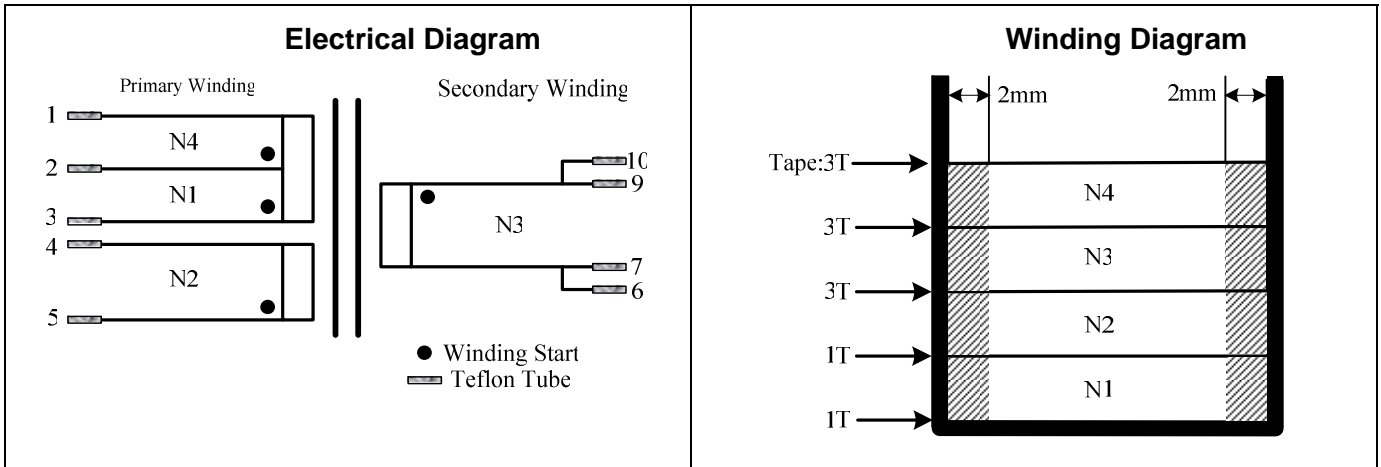 Electrical Diagram
Primary Winding
Secondary Winding
1
N4
2
N1
3
4
N2
5
10
9
N3
7
6
Winding Start
Teflon Tube
Winding Diagram
2mm
2mm
Tape:3T
N4
3T
N3
3T
N2
1T
N1
1T